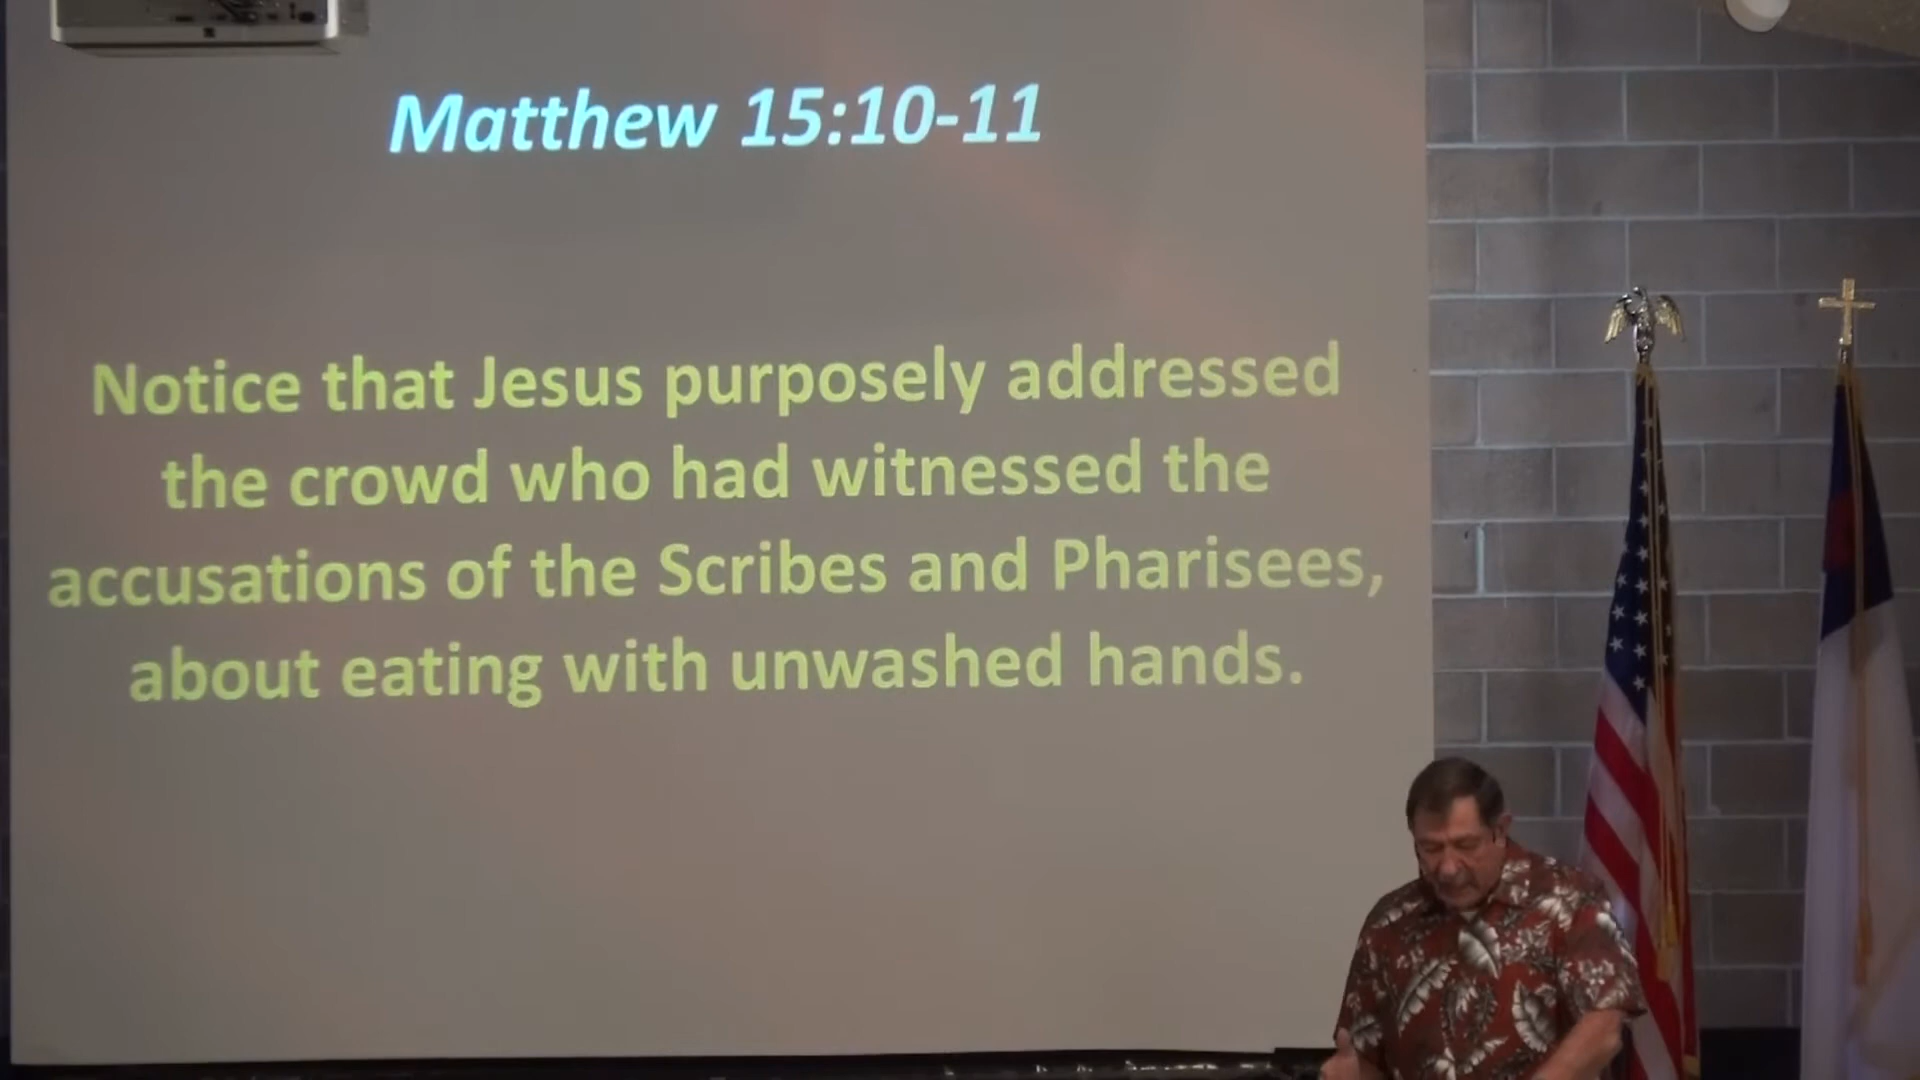 Matthew 15:10-11
Notice that Jesus purposely addressed
the crowd who had witnessed the
accusations of the Scribes and Pharisees,
about eating with unwashed hands.